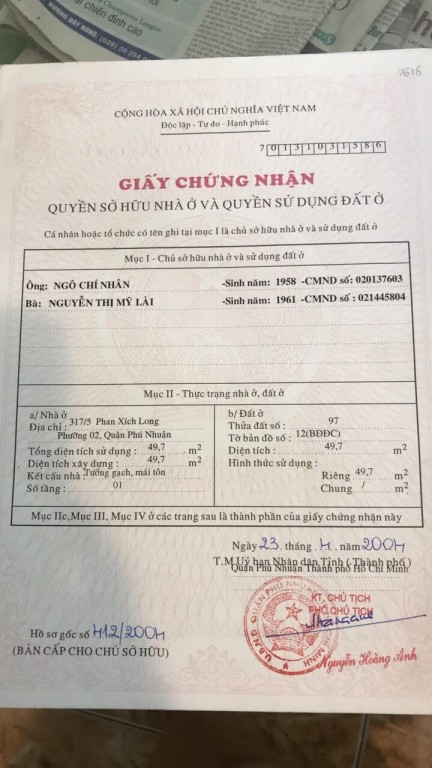 i chiến đỉnh cao
7616
CỘNG HÒA XÃ HỘI CHỦ NGHĨA VIỆT NAM
Độc lập - Tự do - Hạnh phúc
7 0 1 3 1 0 3 1 5 8 6
GIẤY CHỨNG NHẬN
QUYỀN SỞ HỮU NHÀ Ở VÀ QUYỀN SỬ DỤNG ĐẤT Ở
Cá nhân hoặc tổ chức có tên ghi tại mục I là chủ sở hữu nhà ở và sử dụng đất ở
Mục I - Chủ sở hữu nhà ở và sử dụng đất ở
Ông: NGÔ CHÍ NHÂN -Sinh năm: 1958 -CMND số: 020137603
Bà: NGUYỄN THỊ MỸ LÀI -Sinh năm: 1961 -CMND số : 021445804
Mục II - Thực trạng nhà ở, đất ở
a/ Nhà ở
Địa chỉ : 317/5 Phan Xích Long
Phường 02, Quận Phú Nhuận
Tổng diện tích sử dụng : 49,7 m2
Diện tích xây dựng : 49,7 m2
Kết cấu nhà : Tường gạch, mái tôn
Số tầng : 01
b/ Đất ở
Thửa đất số : 97
Tờ bản đồ số : 12(BĐĐC)
Diện tích : 49,7 m2
Hình thức sử dụng :
Riêng 49,7 m2
Chung / m2
Mục IIc, Mục III, Mục IV ở các trang sau là thành phần của giấy chứng nhận này
Ngày 23 tháng 4 năm 2004
T.M Uỷ ban Nhân dân Tỉnh ( Thành phố )
Quận Phú Nhuận Thành phố Hồ Chí Minh
KT. CHỦ TỊCH
PHÓ CHỦ TỊCH
Hồ sơ gốc số 412/2004
(BẢN CẤP CHO CHỦ SỞ HỮU)
Nguyễn Hoàng Anh